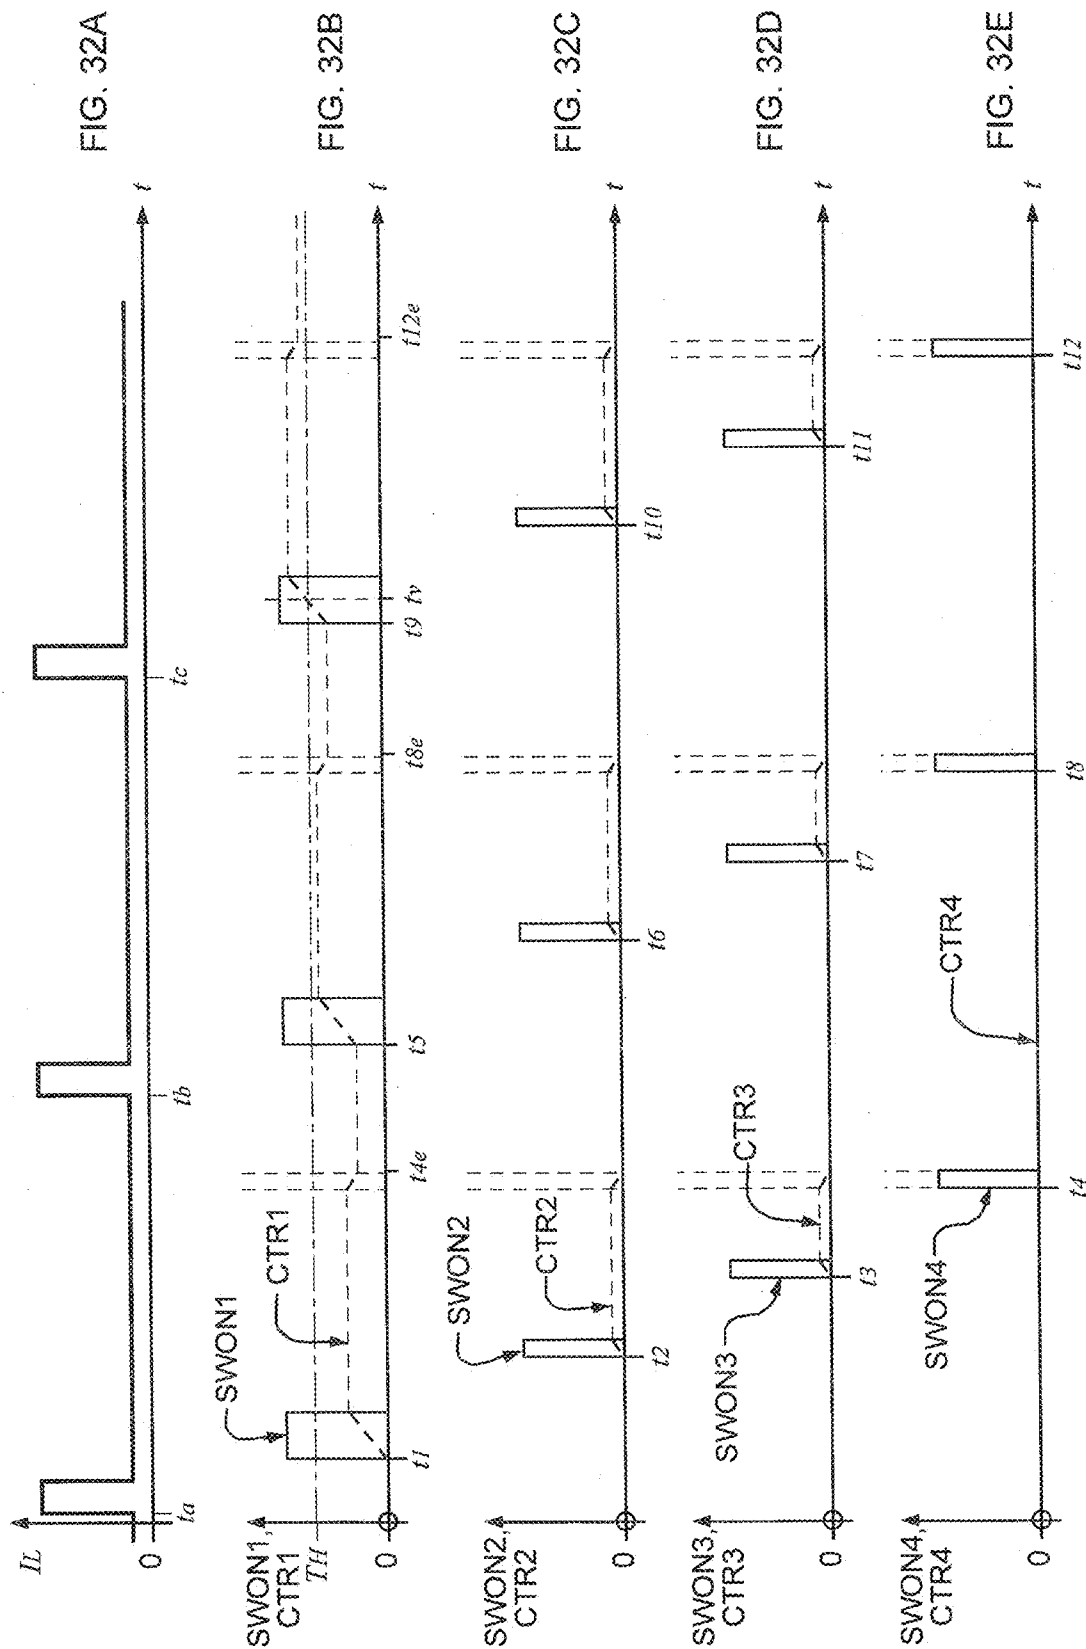 FIG. 32A
IL
0
ta
tb
tc
t
FIG. 32B
SWON1,
CTR1
TH
0
SWON1
CTR1
t1
t4e
t5
t8e
t9
tv
t12e
t
FIG. 32C
SWON2,
CTR2
0
SWON2
CTR2
t2
t6
t10
t
FIG. 32D
SWON3,
CTR3
0
SWON3
CTR3
t3
t7
t11
t
FIG. 32E
SWON4,
CTR4
0
SWON4
CTR4
t4
t8
t12
t